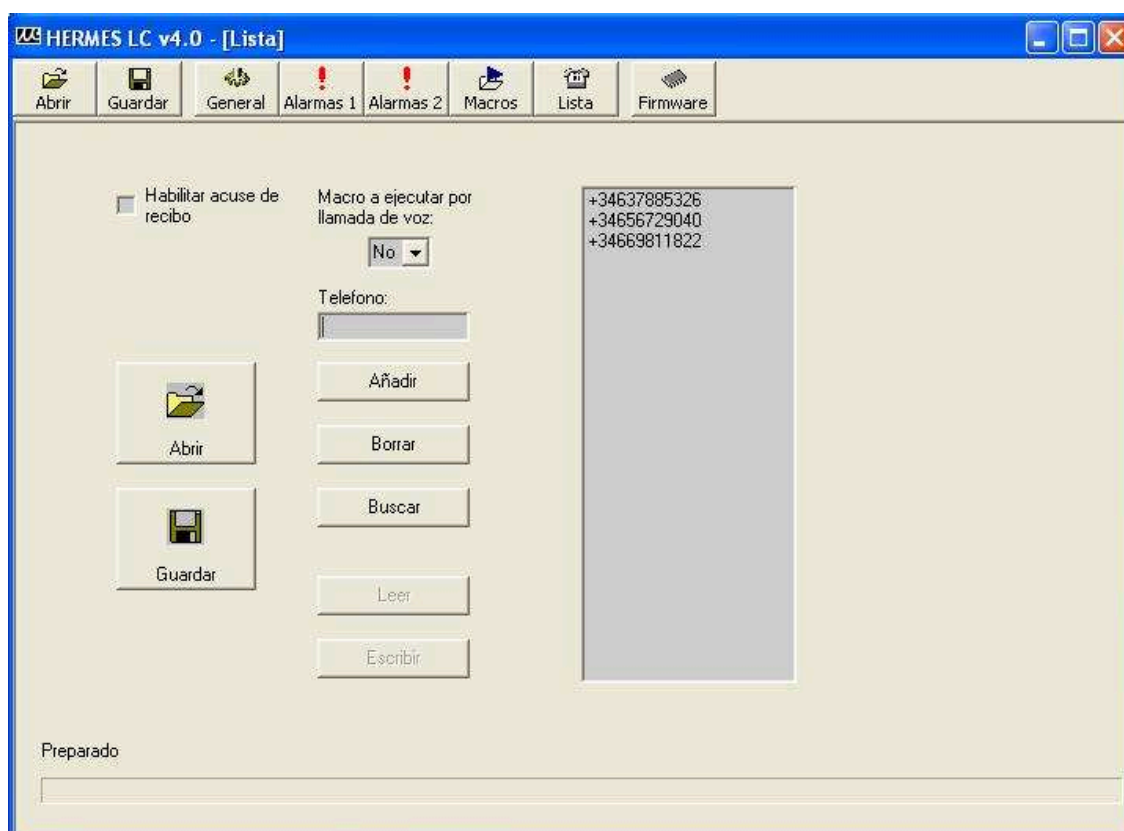 HERMES LC v4.0 - [Lista]
Abrir Guardar General Alarmas 1 Alarmas 2 Macros Lista Firmware
Habilitar acuse de
recibo
Macro a ejecutar por
llamada de voz:
No
Telefono:
Añadir
Borrar
Buscar
Leer
Escribir
Abrir
Guardar
+34637885326
+34656729040
+34669811822
Preparado